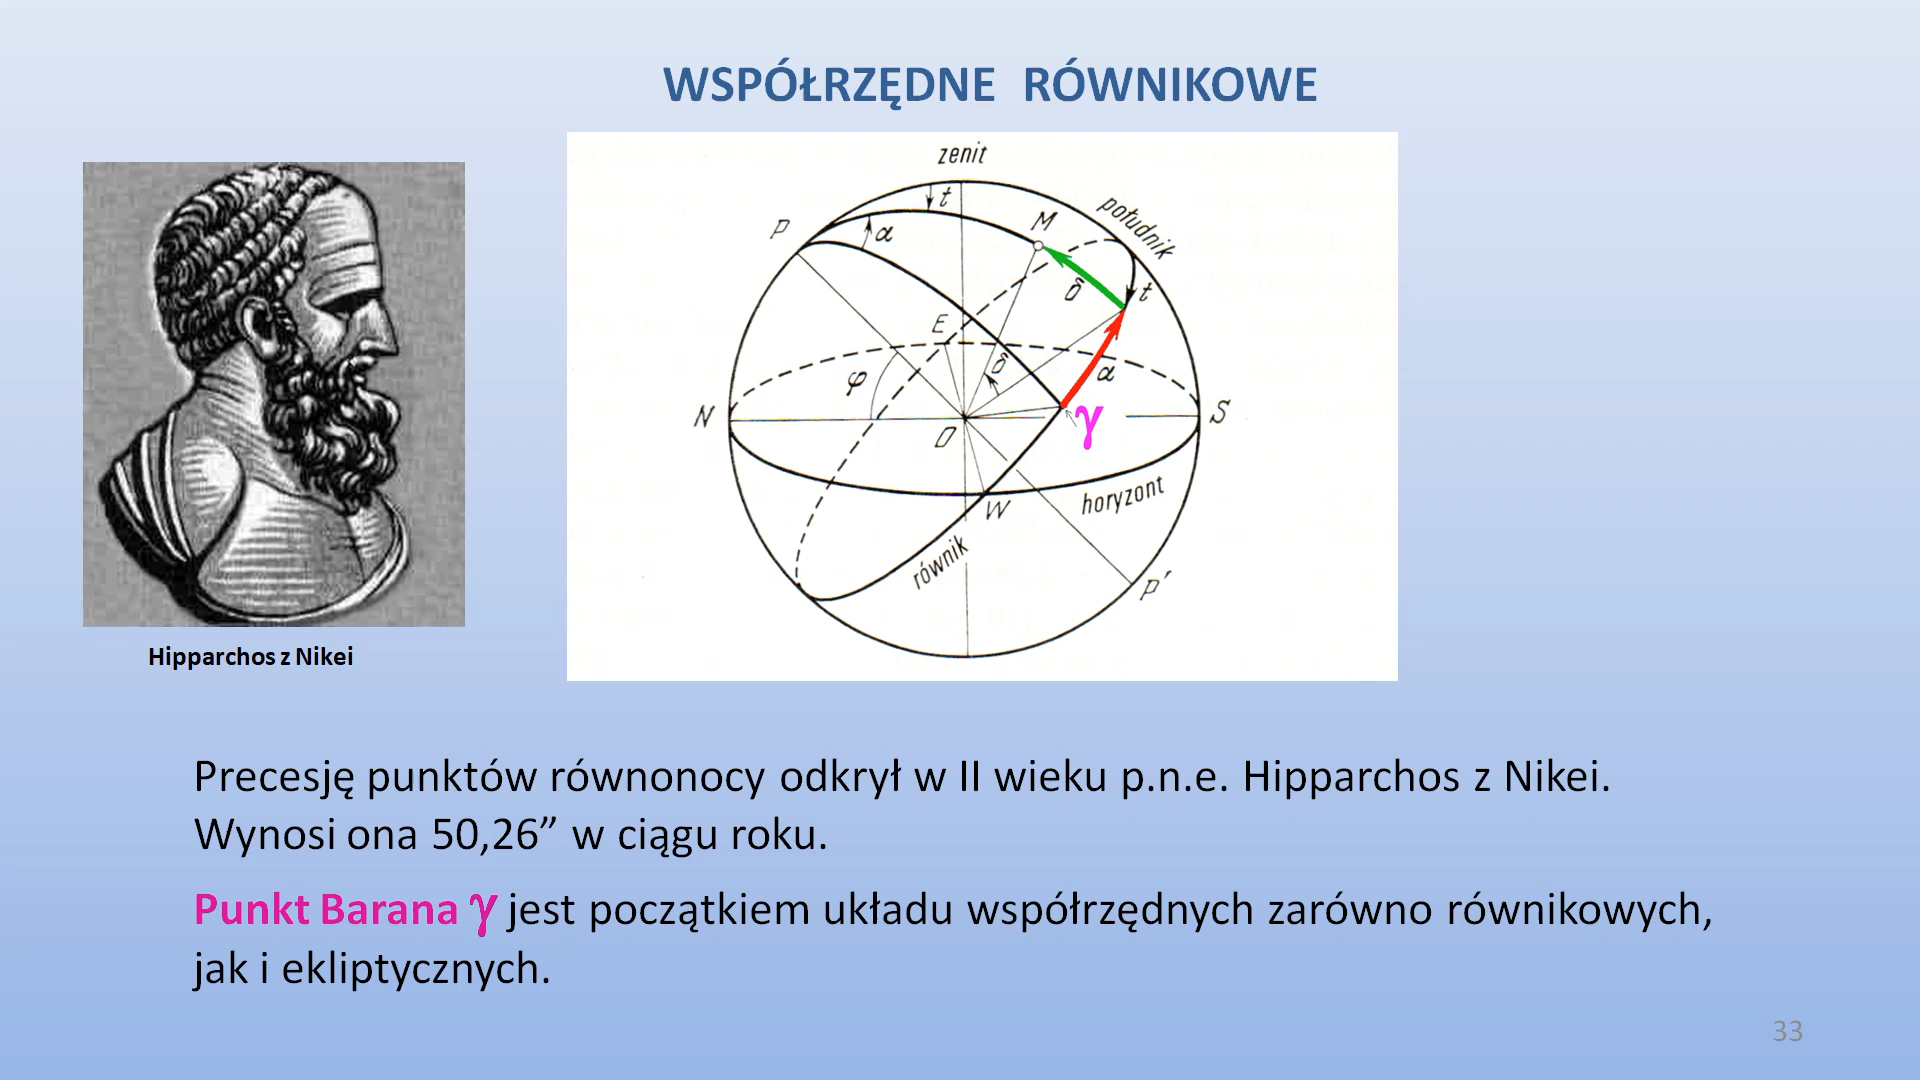 WSPÓŁRZĘDNE RÓWNIKOWE
zenit
t
południk
P
α
M
δ
t
E
δ
α
φ
N
γ
S
O
W
horyzont
równik
P'
Hipparchos z Nikei
Precesję punktów równonocy odkrył w II wieku p.n.e. Hipparchos z Nikei.
Wynosi ona 50,26” w ciągu roku.
Punkt Barana γ jest początkiem układu współrzędnych zarówno równikowych,
jak i ekliptycznych.
33